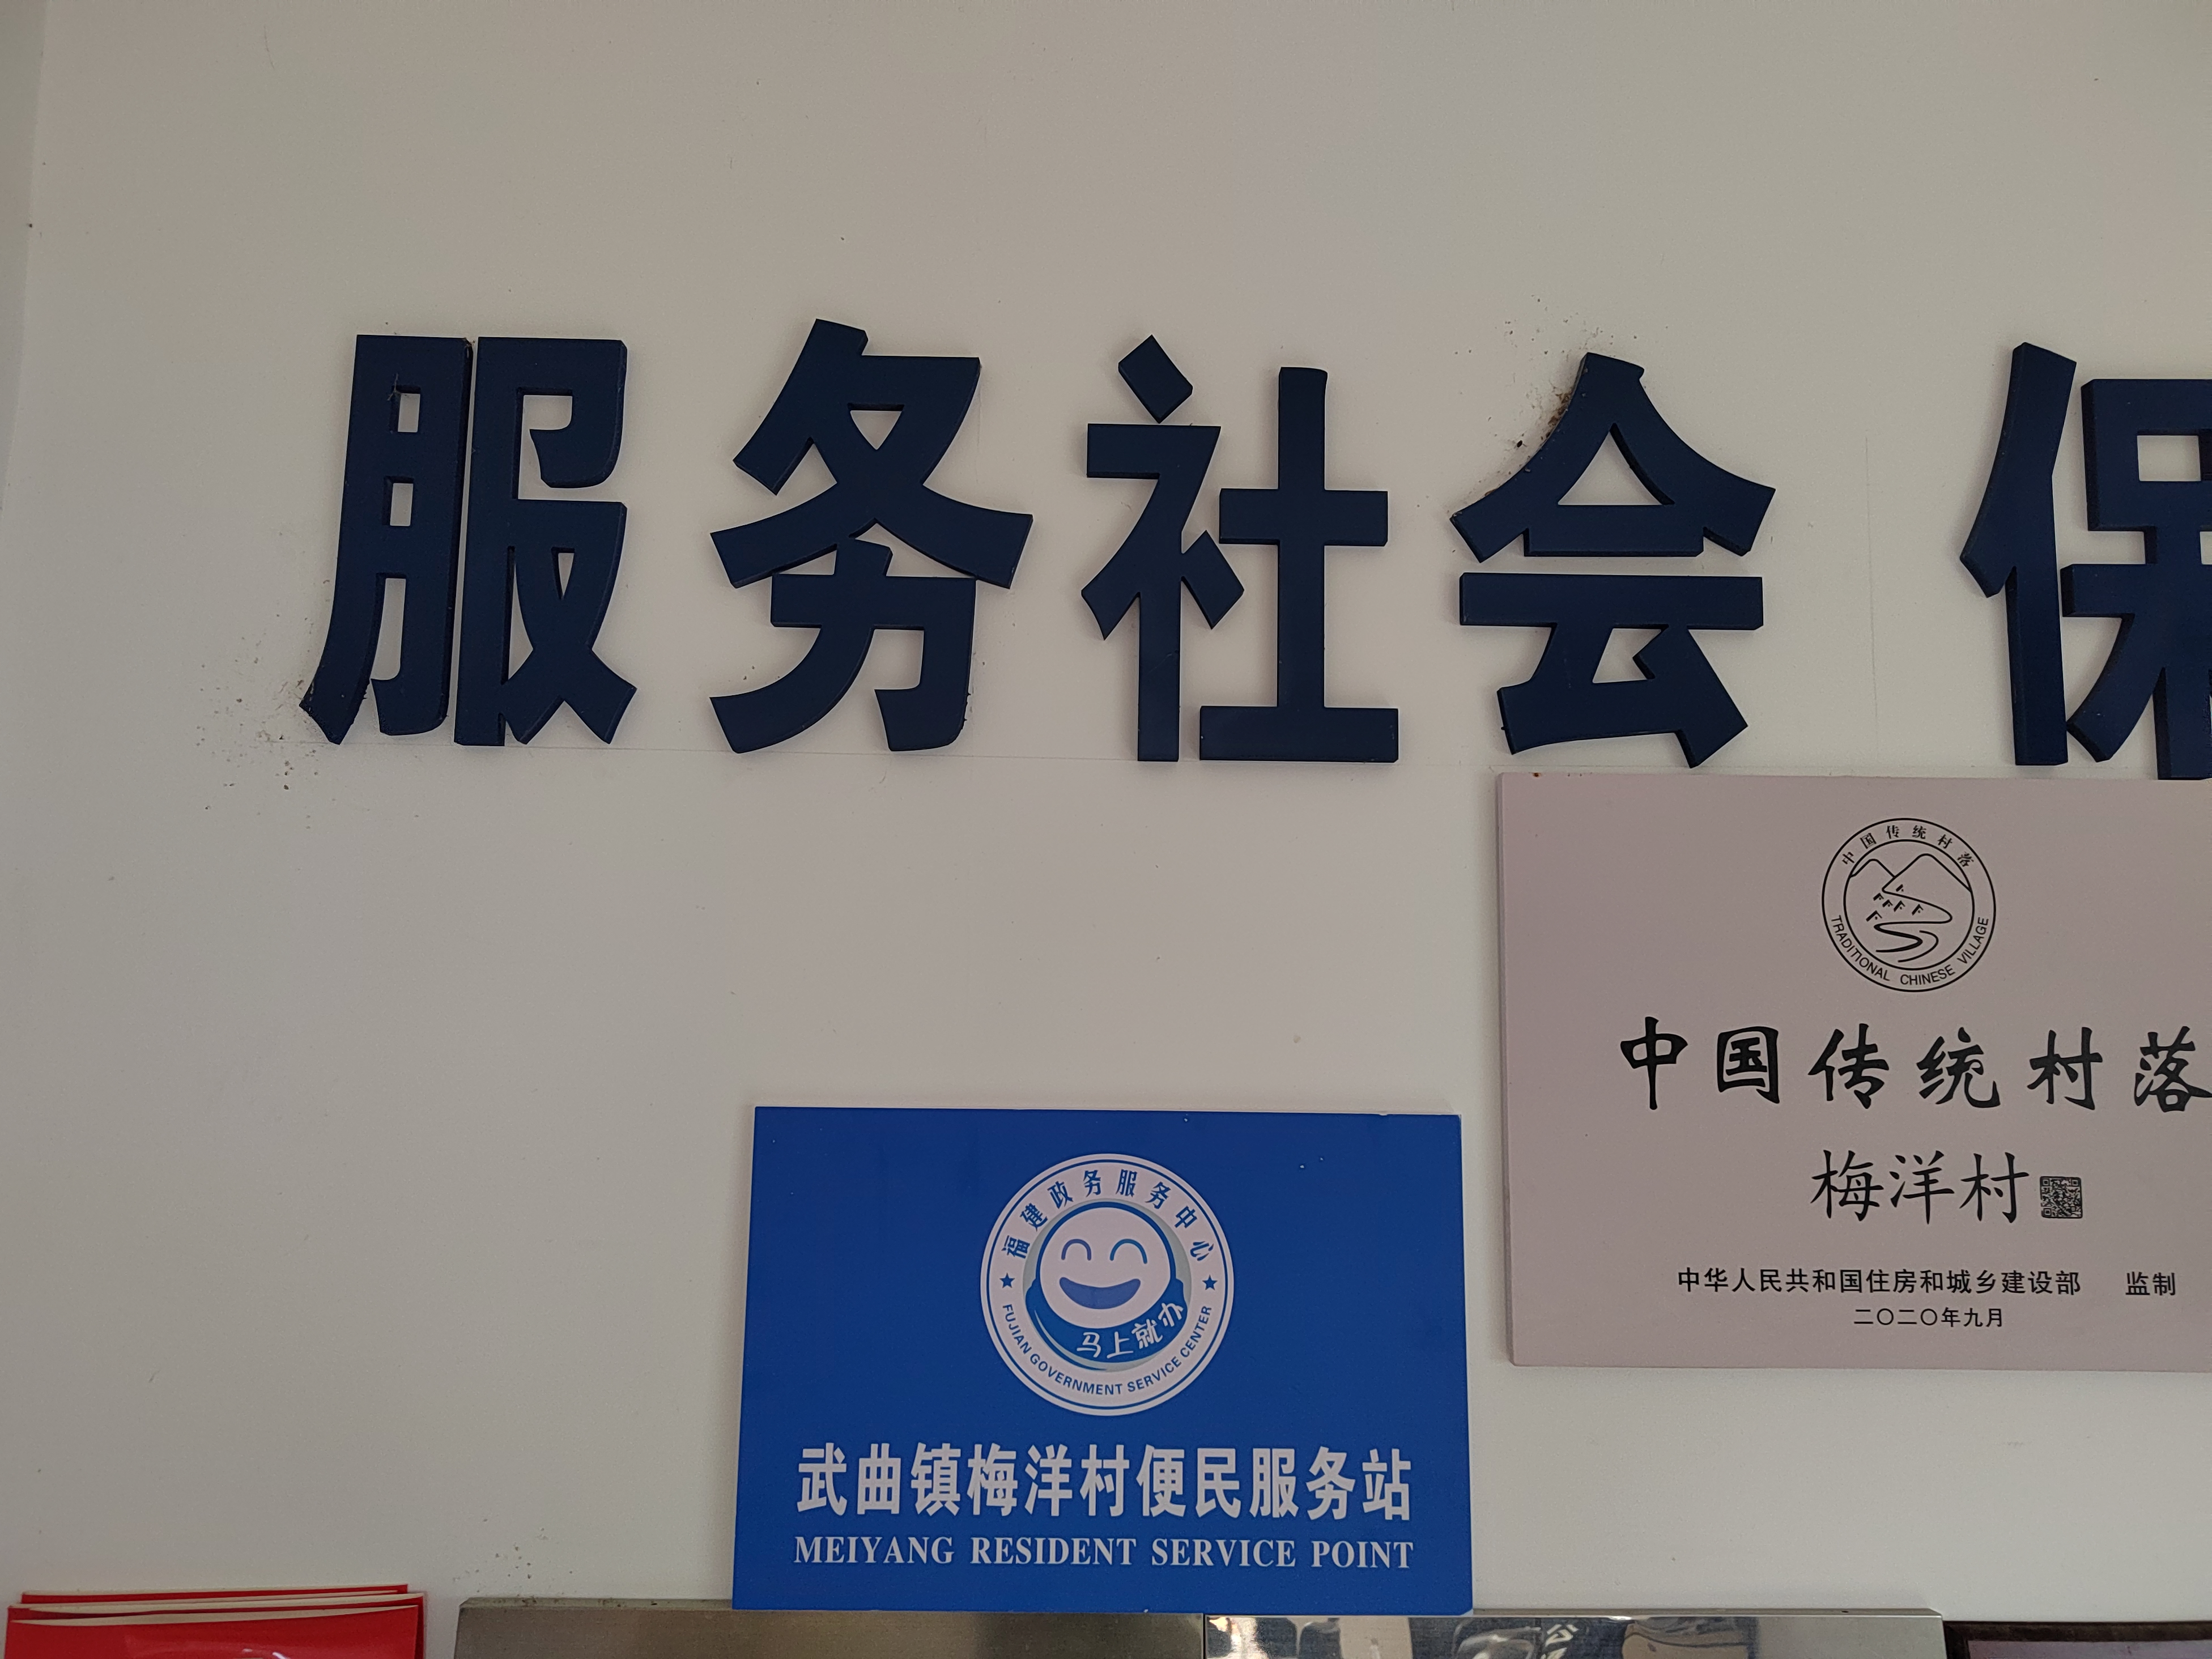 服务社会 保
中国传统村落
TRADITIONAL CHINESE VILLAGE
中国传统村落
梅洋村
中华人民共和国住房和城乡建设部 监制
二〇二〇年九月
福建政务服务中心
马上就办
FUJIAN GOVERNMENT SERVICE CENTER
武曲镇梅洋村便民服务站
MEIYANG RESIDENT SERVICE POINT
公